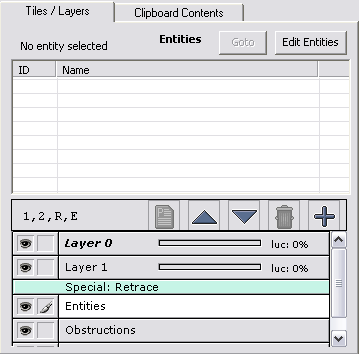 Tiles / Layers Clipboard Contents
No entity selected Entities Goto Edit Entities
ID Name
1,2,R,E
Layer 0 luc: 0%
Layer 1 luc: 0%
Special: Retrace
Entities
Obstructions